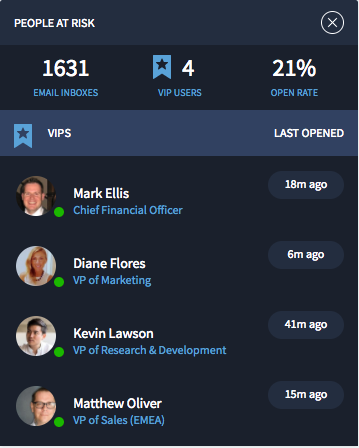 PEOPLE AT RISK
1631 4 21%
EMAIL INBOXES VIP USERS OPEN RATE
VIPS LAST OPENED
Mark Ellis 18m ago
Chief Financial Officer
Diane Flores 6m ago
VP of Marketing
Kevin Lawson 41m ago
VP of Research & Development
Matthew Oliver 15m ago
VP of Sales (EMEA)